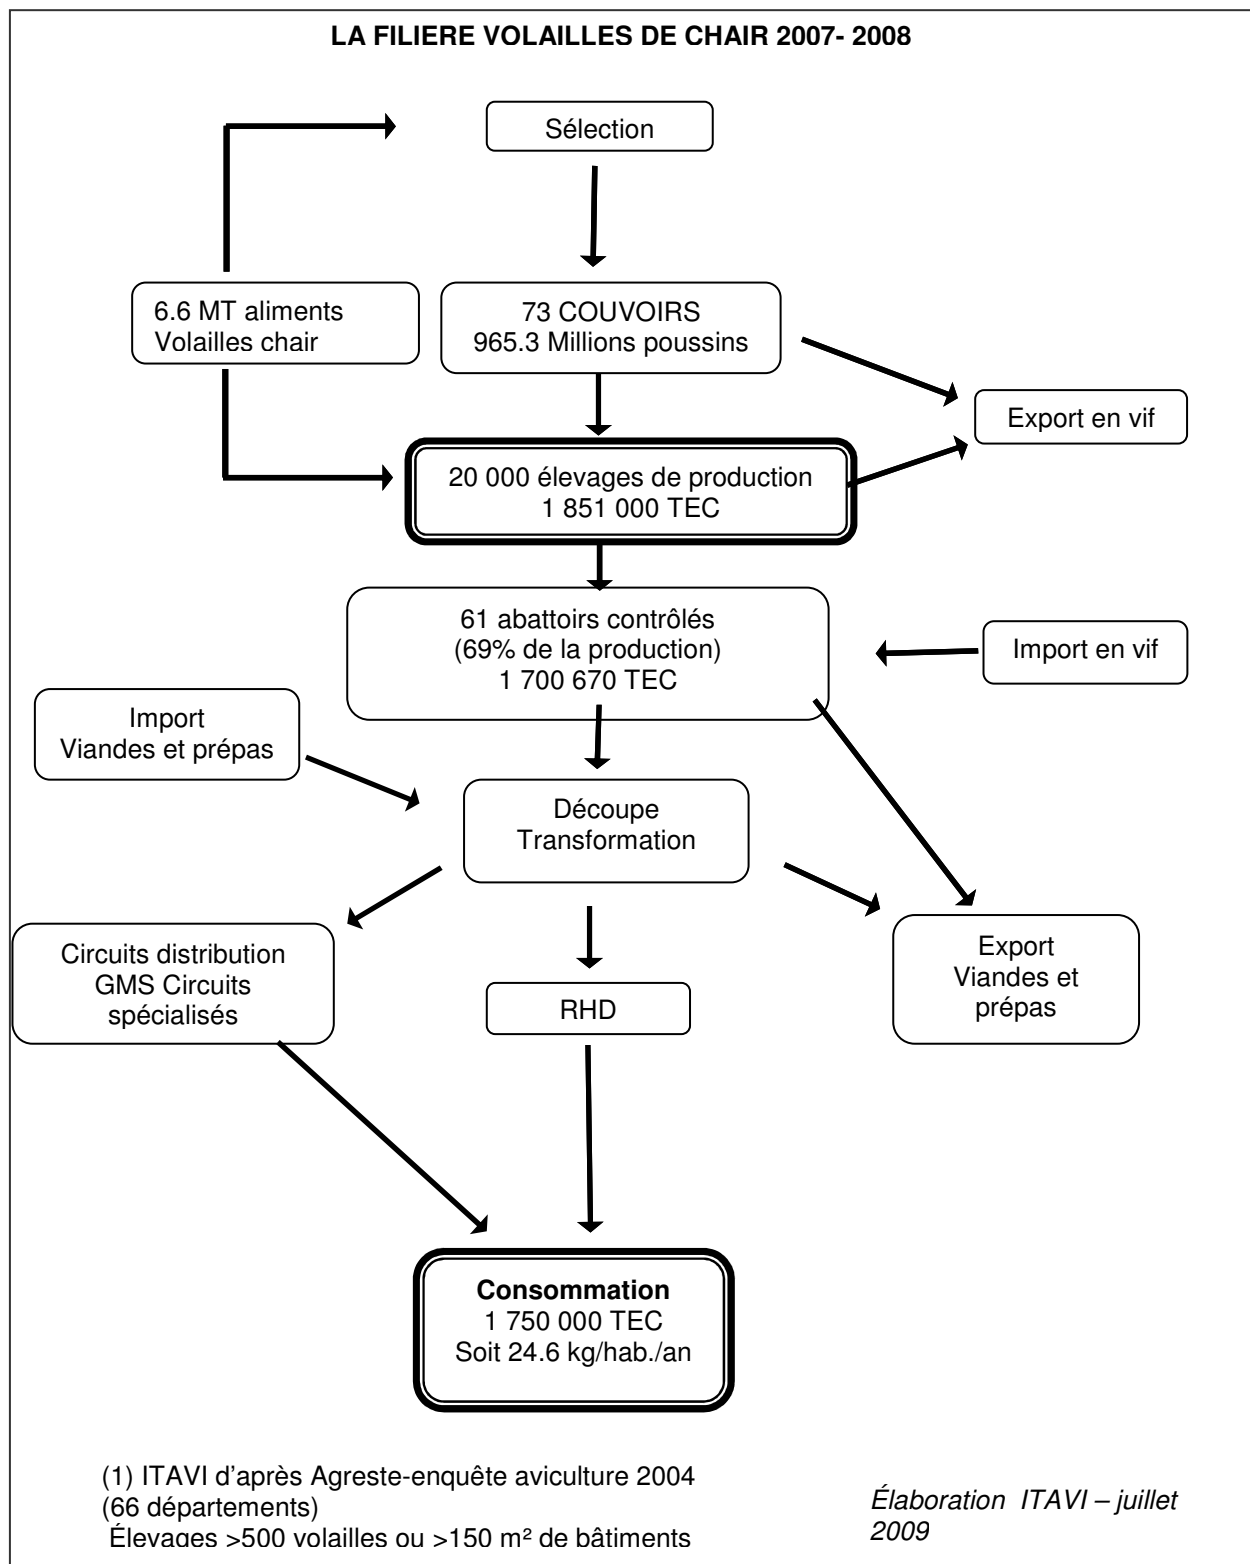 LA FILIERE VOLAILLES DE CHAIR 2007- 2008
Sélection
6.6 MT aliments
Volailles chair
73 COUVOIRS
965.3 Millions poussins
Export en vif
20 000 élevages de production
1 851 000 TEC
61 abattoirs contrôlés
(69% de la production)
1 700 670 TEC
Import en vif
Import
Viandes et prépas
Découpe
Transformation
Circuits distribution
GMS Circuits
spécialisés
RHD
Export
Viandes et
prépas
Consommation
1 750 000 TEC
Soit 24.6 kg/hab./an
(1) ITAVI d'après Agreste-enquête aviculture 2004
(66 départements)
Élevages >500 volailles ou >150 m² de bâtiments
Élaboration ITAVI – juillet
2009